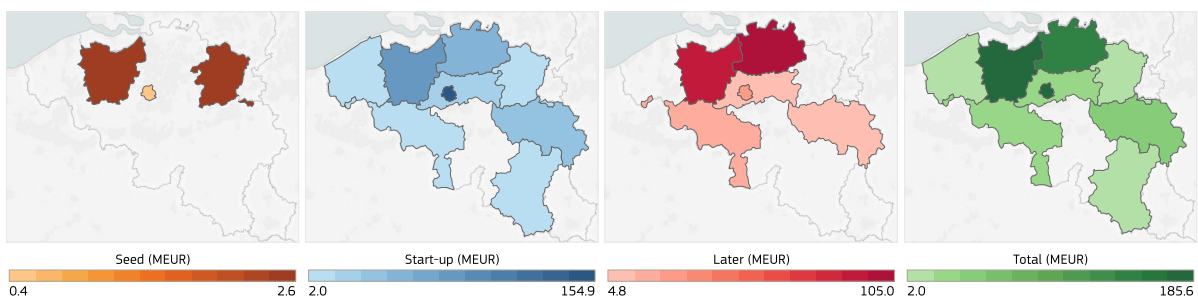 Seed (MEUR) Start-up (MEUR) Later (MEUR) Total (MEUR)
0.4 2.6 2.0 154.9 4.8 105.0 2.0 185.6